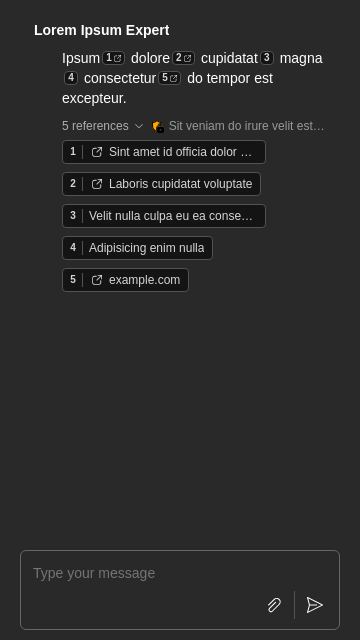 Lorem Ipsum Expert
Ipsum 1 dolore 2 cupidatat 3 magna
4 consectetur 5 do tempor est
excepteur.
5 references Sit veniam do irure velit est…
1 Sint amet id officia dolor …
2 Laboris cupidatat voluptate
3 Velit nulla culpa eu ea conse…
4 Adipisicing enim nulla
5 example.com
Type your message